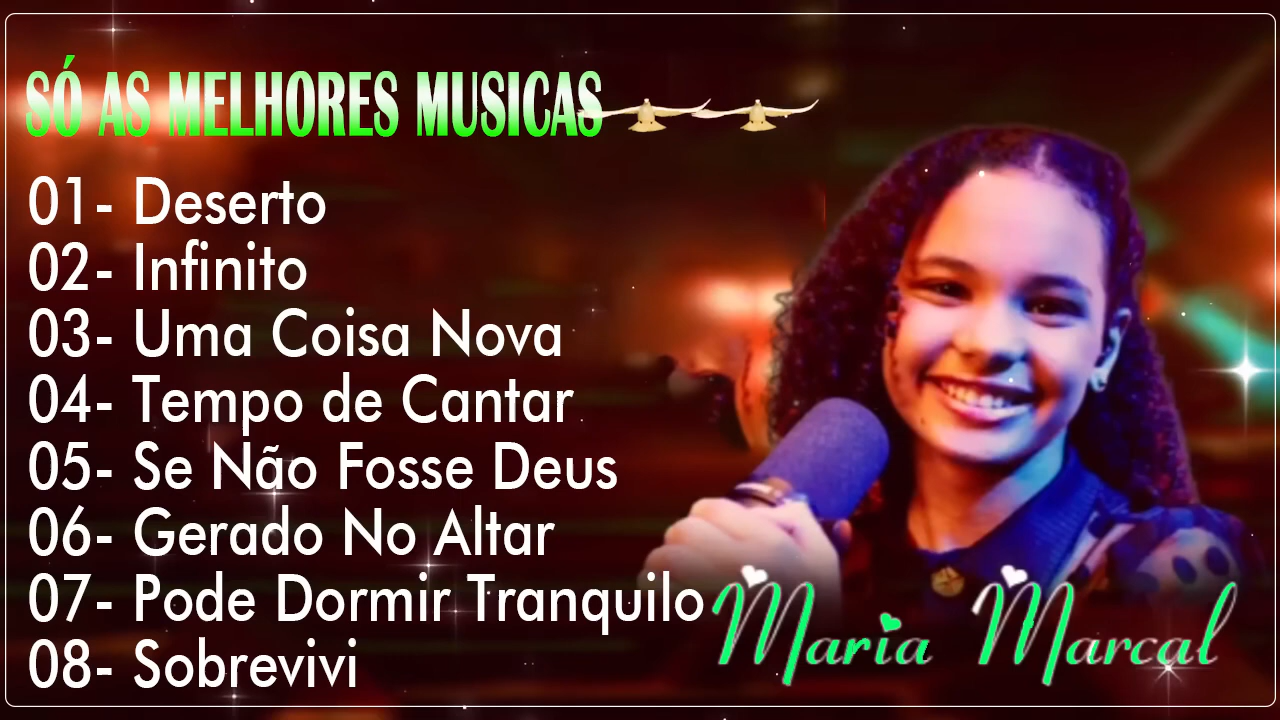 SÓ AS MELHORES MUSICAS
01- Deserto
02- Infinito
03- Uma Coisa Nova
04- Tempo de Cantar
05- Se Não Fosse Deus
06- Gerado No Altar
07- Pode Dormir Tranquilo
08- Sobrevivi
Maria Marcal